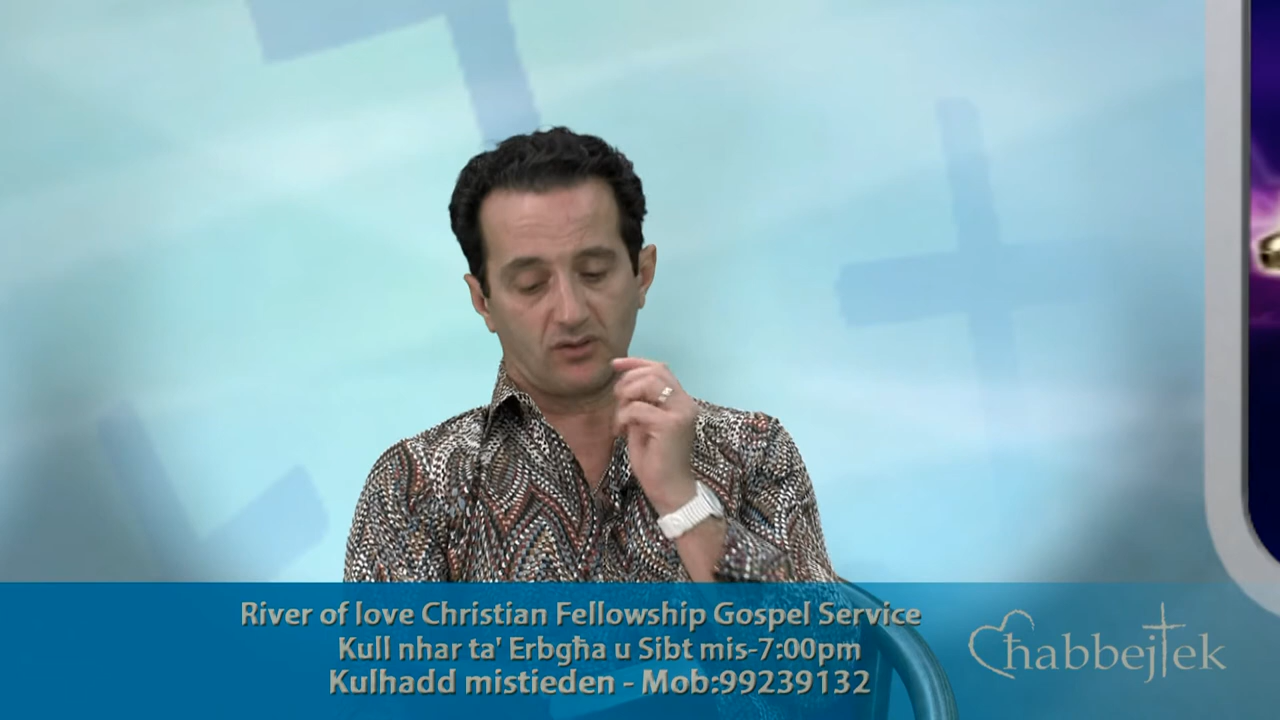 River of love Christian Fellowship Gospel Service
Kull nhar ta' Erbgħa u Sibt mis-7:00pm
Kulhadd mistieden - Mob:99239132
ħabbejtek